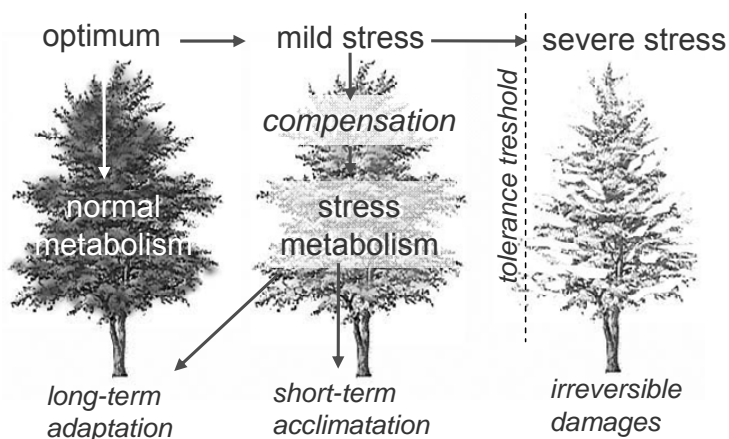 optimum
mild stress
severe stress
compensation
tolerance treshold
normal
metabolism
stress
metabolism
long-term
adaptation
short-term
acclimatation
irreversible
damages